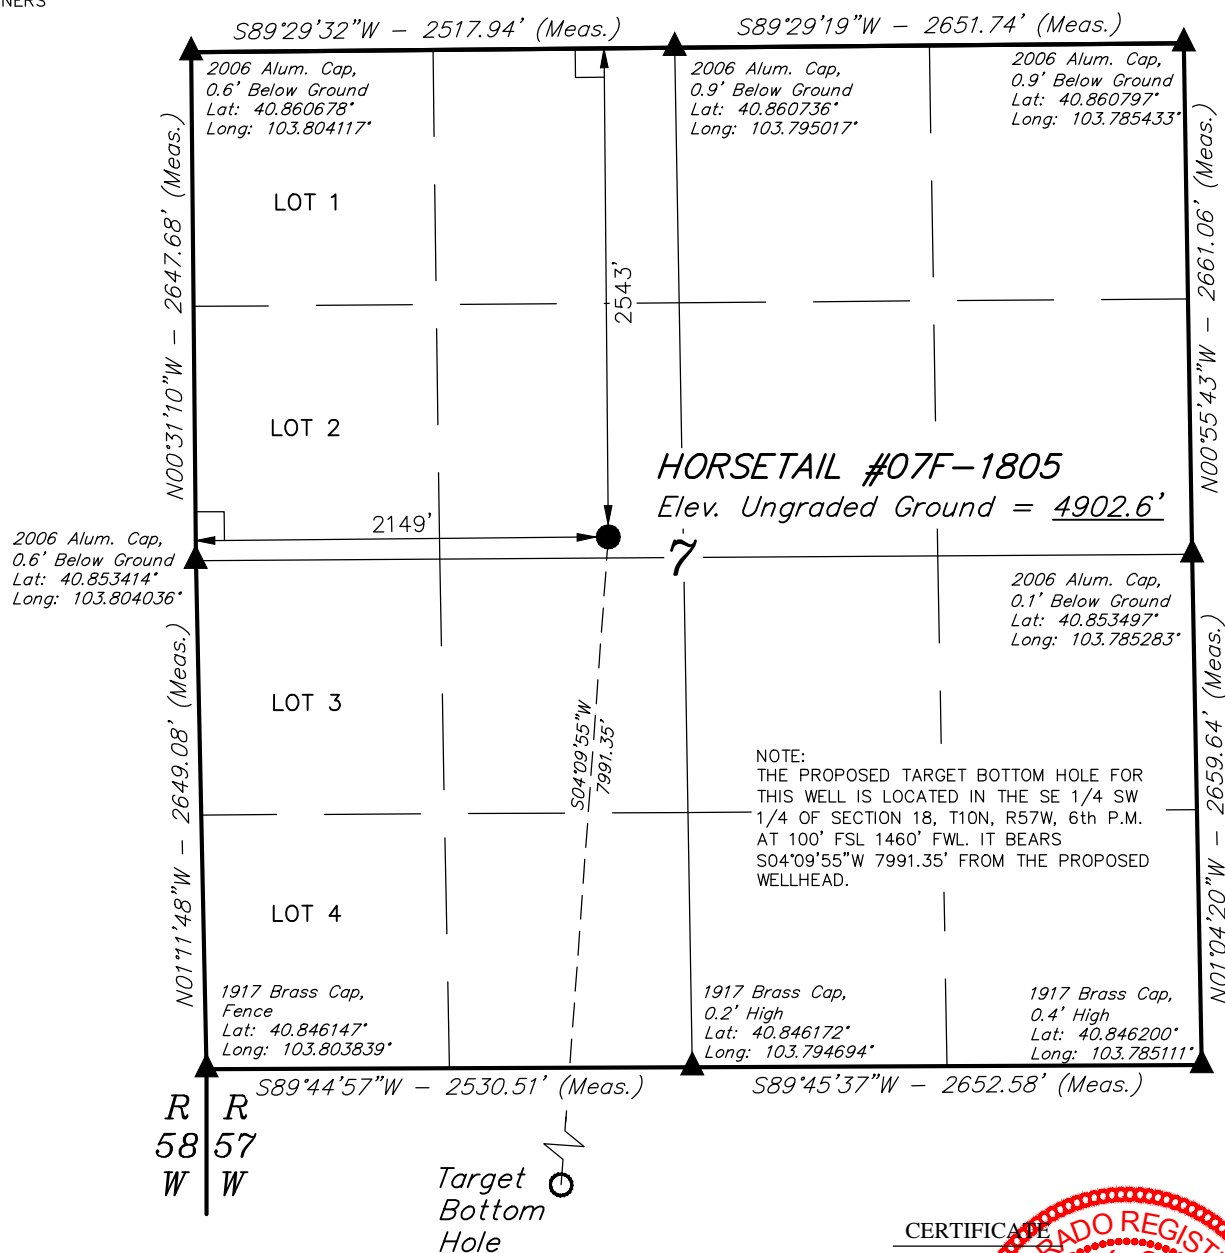 NERS
S89°29'32"W - 2517.94' (Meas.)
S89°29'19"W - 2651.74' (Meas.)
2006 Alum. Cap,
0.6' Below Ground
Lat: 40.860678°
Long: 103.804117°
2006 Alum. Cap,
0.9' Below Ground
Lat: 40.860736°
Long: 103.795017°
2006 Alum. Cap,
0.9' Below Ground
Lat: 40.860797°
Long: 103.785433°
N00°31'10"W - 2647.68' (Meas.)
N00°55'43"W - 2661.06' (Meas.)
LOT 1
2543'
LOT 2
HORSETAIL #07F-1805
Elev. Ungraded Ground = 4902.6'
2149'
7
2006 Alum. Cap,
0.6' Below Ground
Lat: 40.853414°
Long: 103.804036°
2006 Alum. Cap,
0.1' Below Ground
Lat: 40.853497°
Long: 103.785283°
N01°11'48"W - 2649.08' (Meas.)
N01°04'20"W - 2659.64' (Meas.)
LOT 3
S04°09'55"W
7991.35'
NOTE:
THE PROPOSED TARGET BOTTOM HOLE FOR
THIS WELL IS LOCATED IN THE SE 1/4 SW
1/4 OF SECTION 18, T10N, R57W, 6th P.M.
AT 100' FSL 1460' FWL. IT BEARS
S04°09'55"W 7991.35' FROM THE PROPOSED
WELLHEAD.
LOT 4
1917 Brass Cap,
Fence
Lat: 40.846147°
Long: 103.803839°
1917 Brass Cap,
0.2' High
Lat: 40.846172°
Long: 103.794694°
1917 Brass Cap,
0.4' High
Lat: 40.846200°
Long: 103.785111°
S89°44'57"W - 2530.51' (Meas.)
S89°45'37"W - 2652.58' (Meas.)
R R
58 57
W W
Target
Bottom
Hole
CERTIFICATE
RADO REGIST